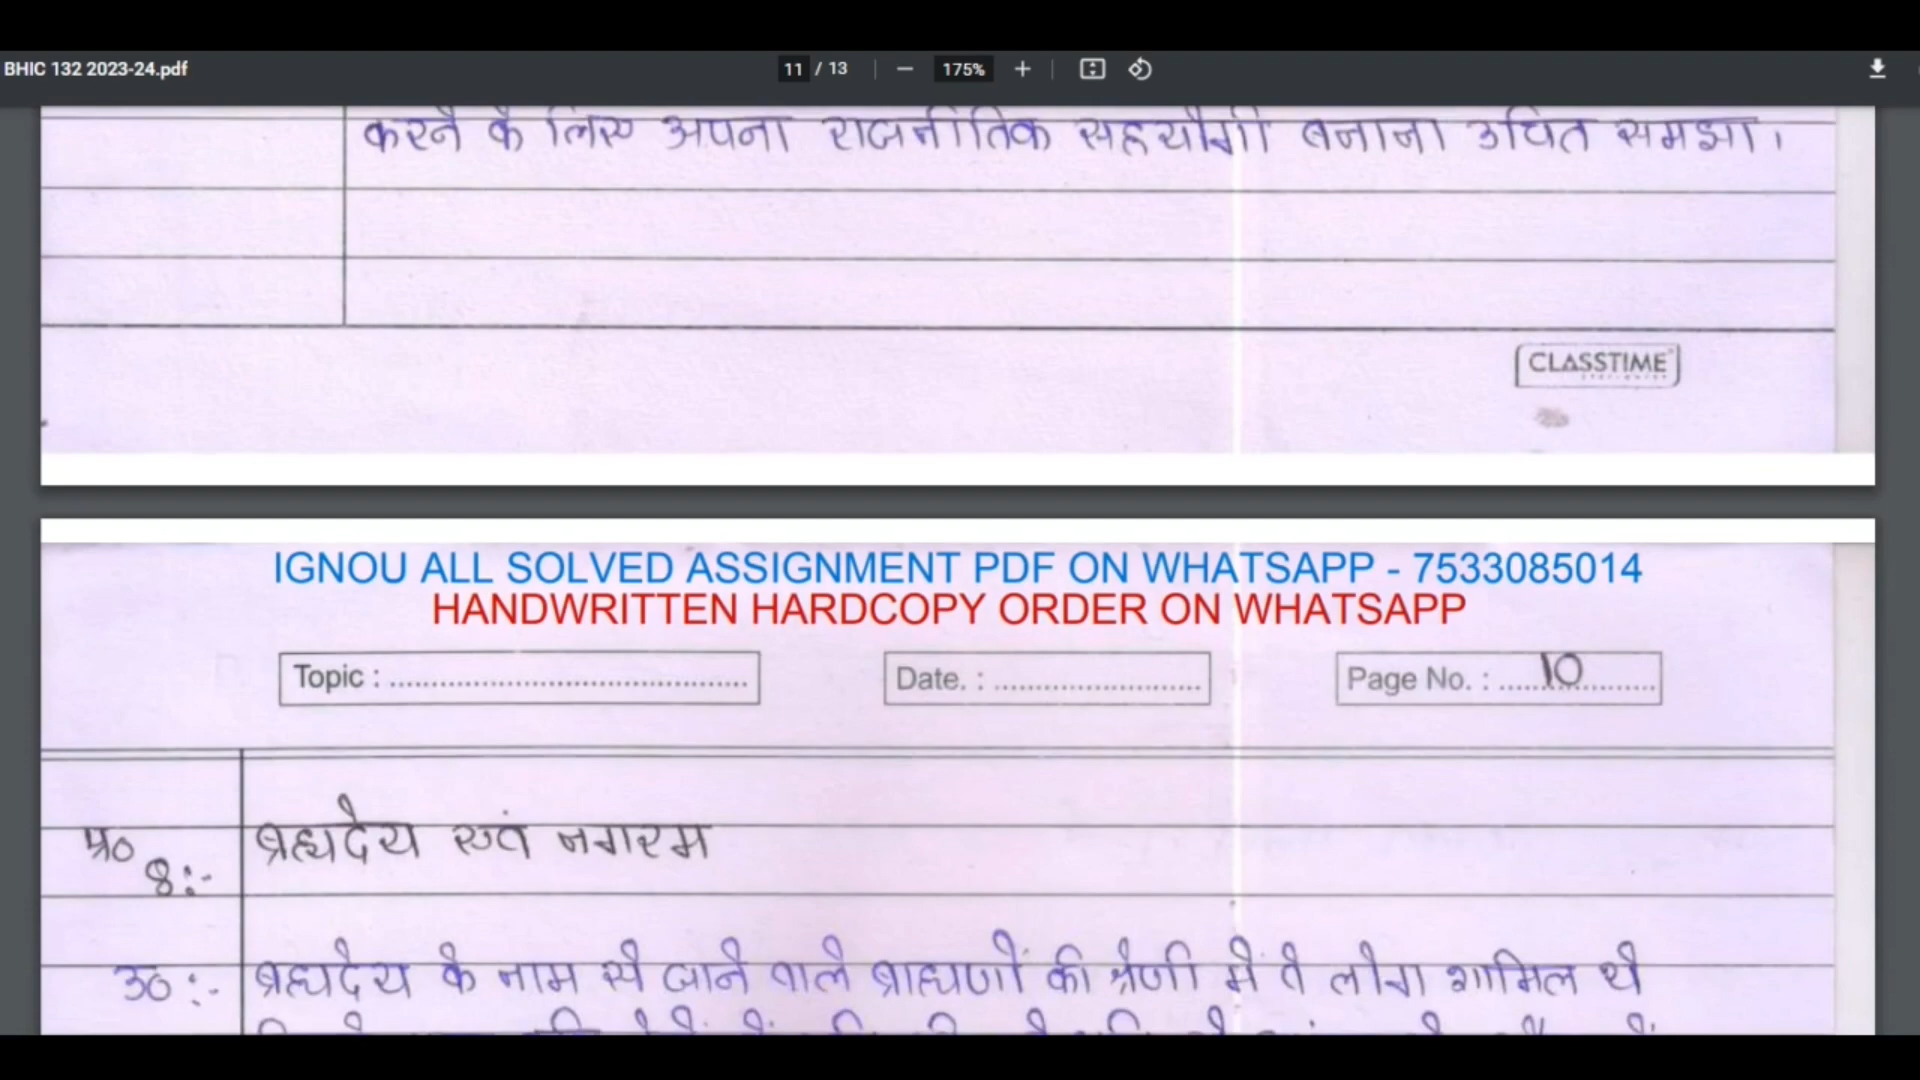 BHIC 132 2023-24.pdf
11 / 13
175%
करने के लिए अपना राजनीतिक सहयोगी बनाना उचित समझा।
CLASSTIME
IGNOU ALL SOLVED ASSIGNMENT PDF ON WHATSAPP - 7533085014
HANDWRITTEN HARDCOPY ORDER ON WHATSAPP
Topic : ........................................
Date. : .........................
Page No. : 10
प्र० 8:- ब्रह्मदेय एवं नगरम
उ० :- ब्रह्मदेय के नाम से जाने वाले ब्राह्मणों की श्रेणी में वे लोग शामिल थे